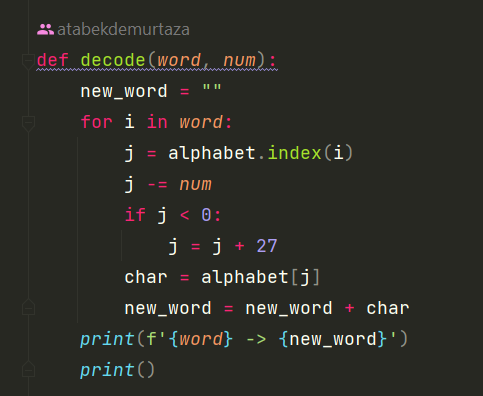 atabekdemurtaza
def decode(word, num):
    new_word = ""
    for i in word:
        j = alphabet.index(i)
        j -= num
        if j < 0:
            j = j + 27
        char = alphabet[j]
        new_word = new_word + char
    print(f'{word} -> {new_word}')
    print()